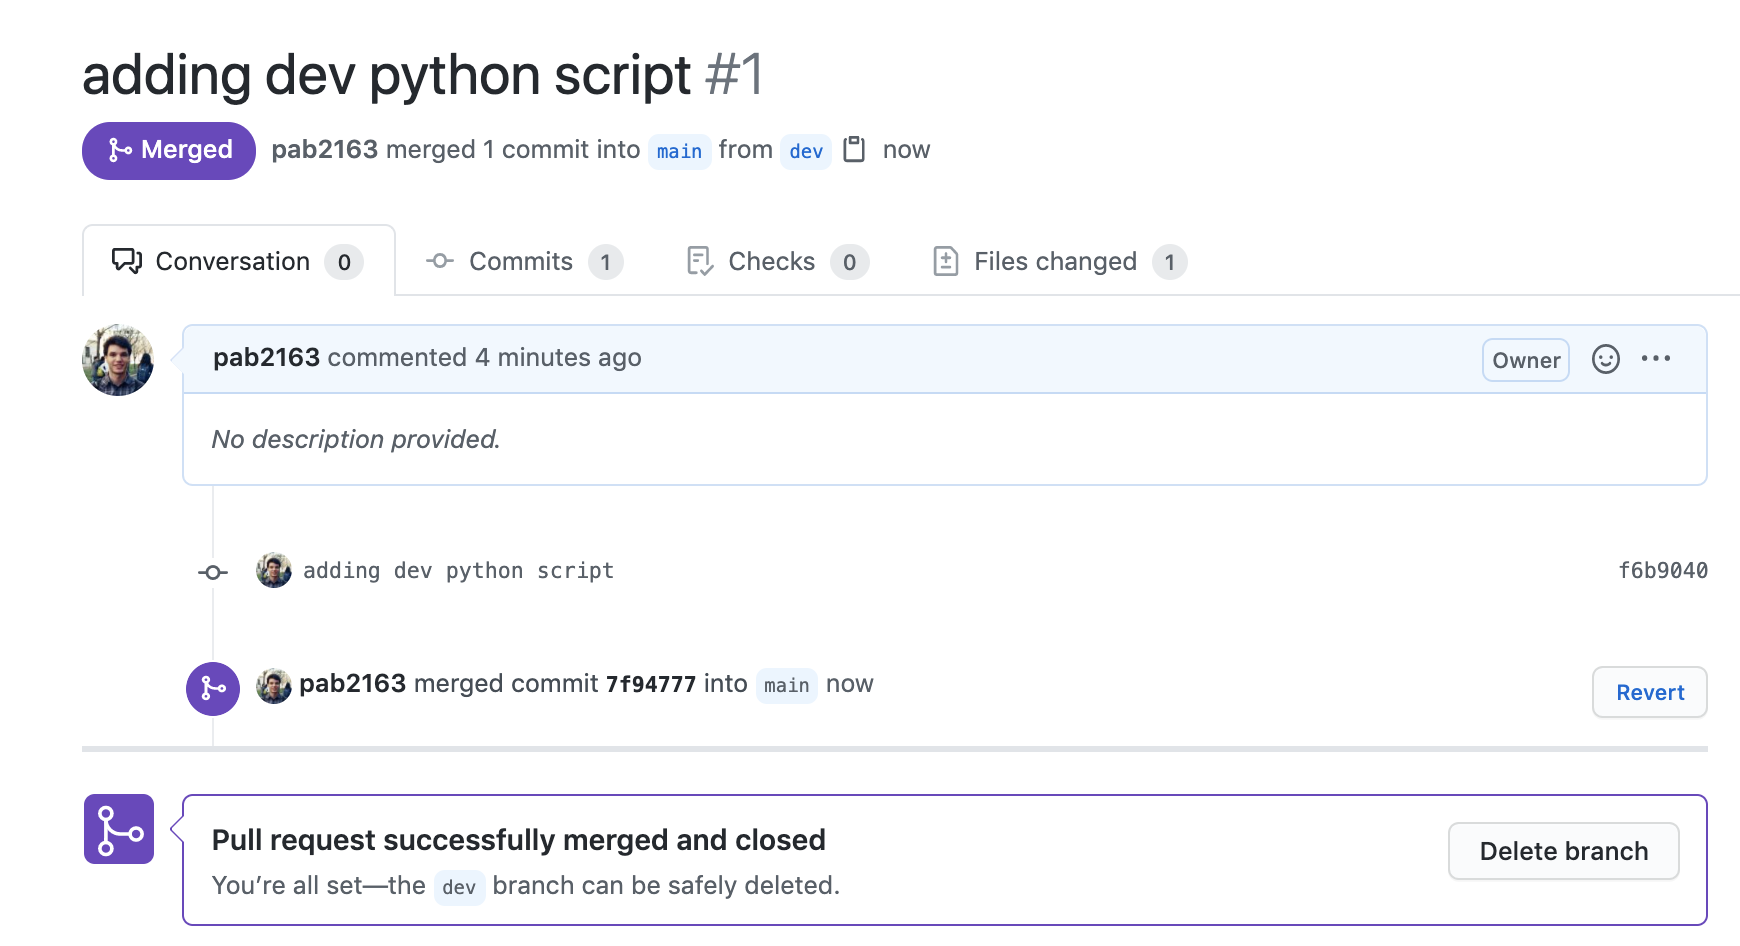 adding dev python script #1
Merged pab2163 merged 1 commit into main from dev now
Conversation 0 Commits 1 Checks 0 Files changed 1
pab2163 commented 4 minutes ago Owner
No description provided.
adding dev python script f6b9040
pab2163 merged commit 7f94777 into main now Revert
Pull request successfully merged and closed
Delete branch
You’re all set—the dev branch can be safely deleted.